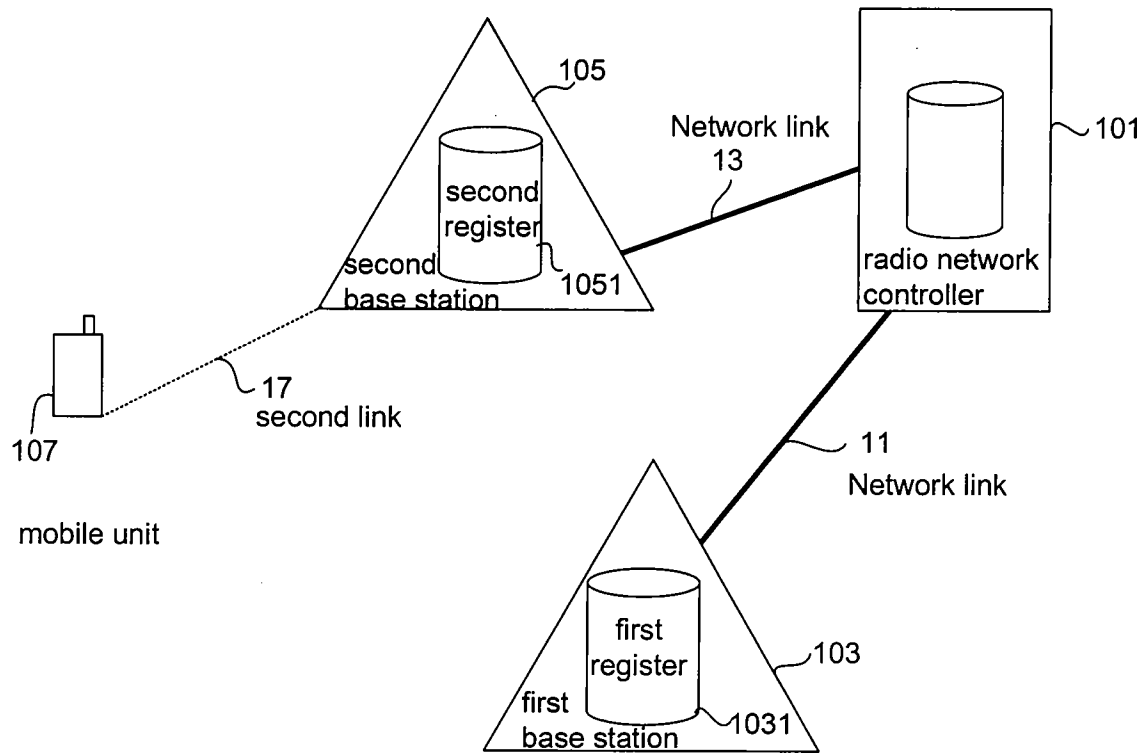 105
Network link
13
101
second
register
second
base station
1051
radio network
controller
17
second link
107
11
Network link
mobile unit
first
register
103
first
base station
1031